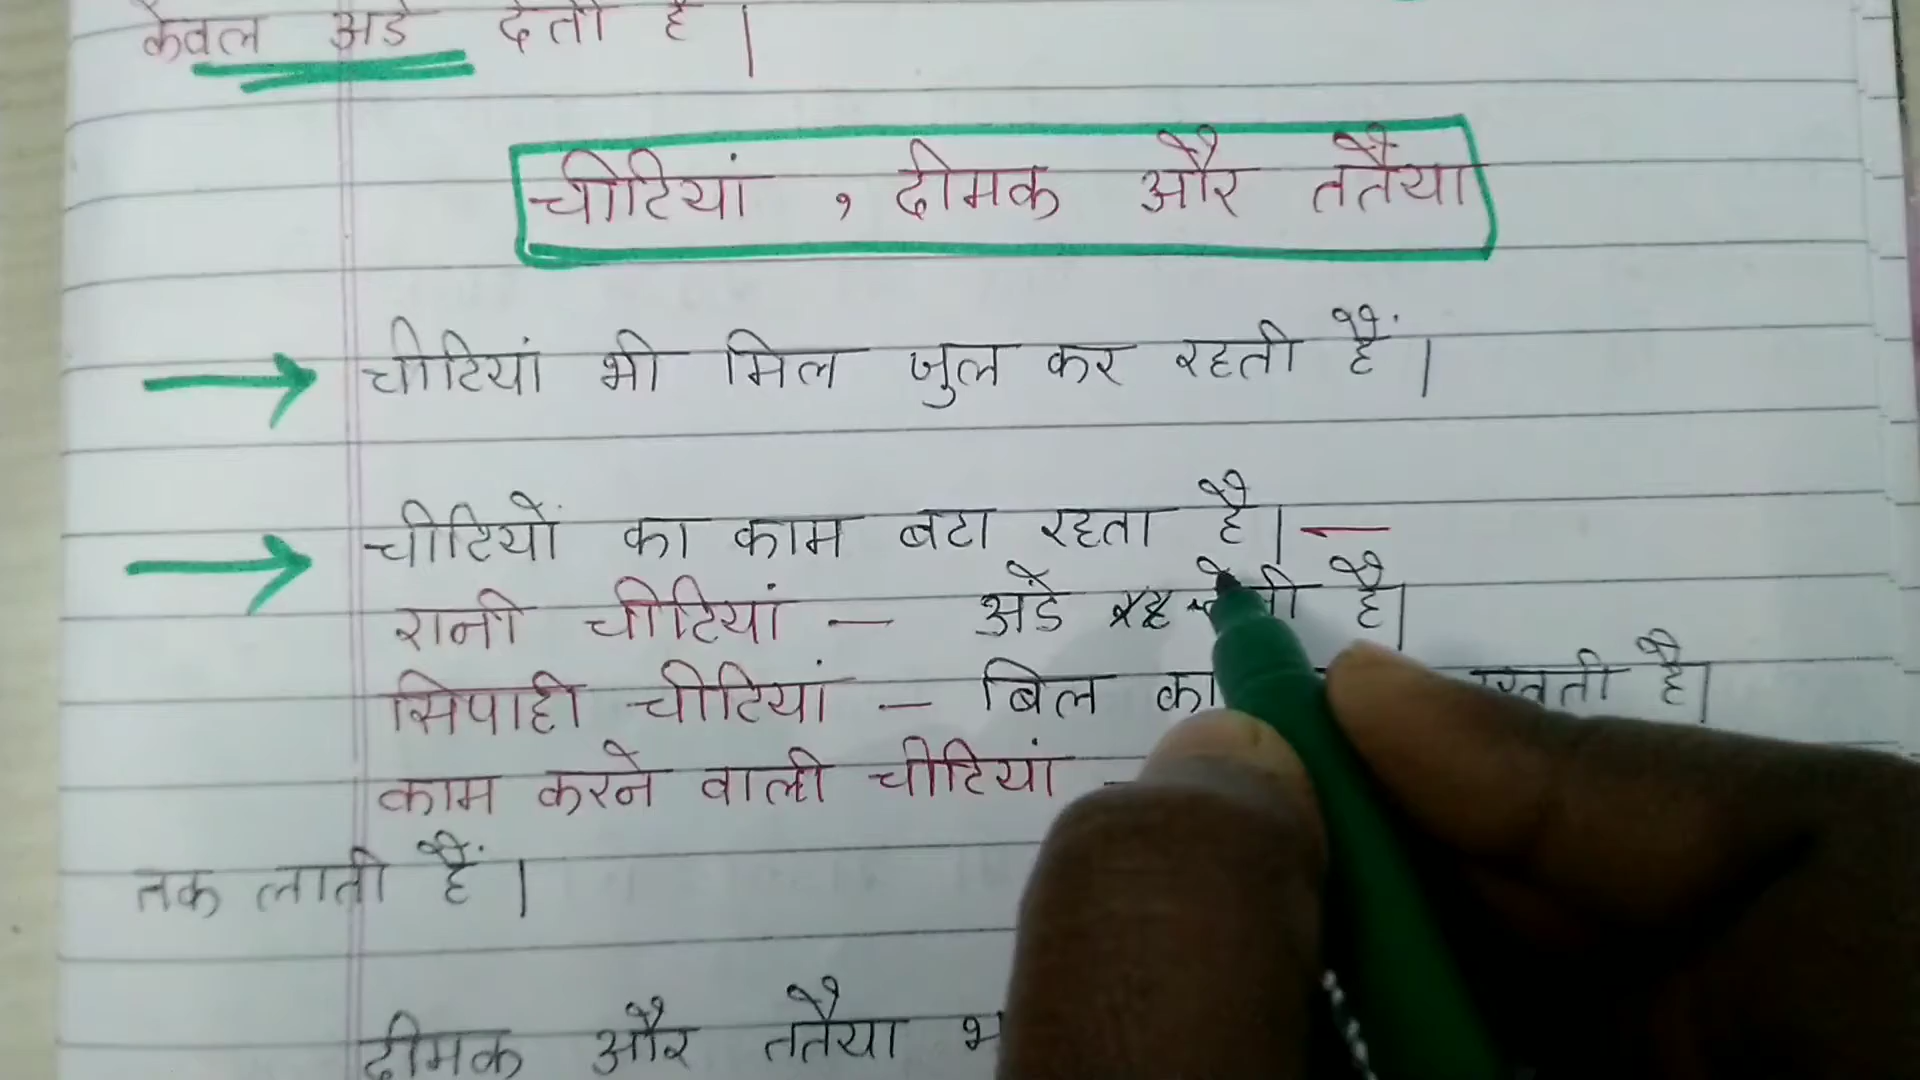 केवल अंडे देती है |
चीटियां , दीमक और ततैया
चीटियां भी मिल जुल कर रहती हैं |
चीटियों का काम बटा रहता है | —
रानी चीटियां — अंडे है |
सिपाही चीटियां — बिल का है |
काम करने वाली चीटियां -
तक लाती हैं |
दीमक और ततैया